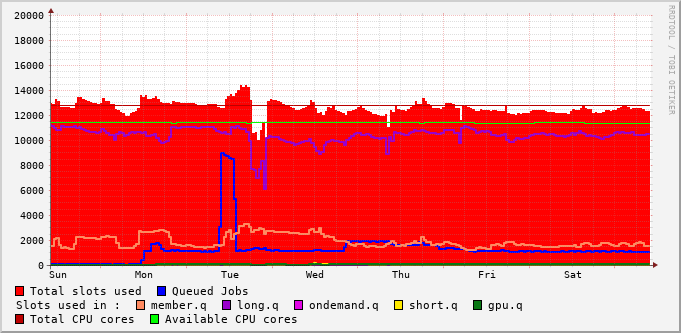 20000
18000
16000
14000
12000
10000
8000
6000
4000
2000
0
Sun Mon Tue Wed Thu Fri Sat
RRDTOOL / TOBI OETIKER
Total slots used Queued Jobs
Slots used in : member.q long.q ondemand.q short.q gpu.q
Total CPU cores Available CPU cores